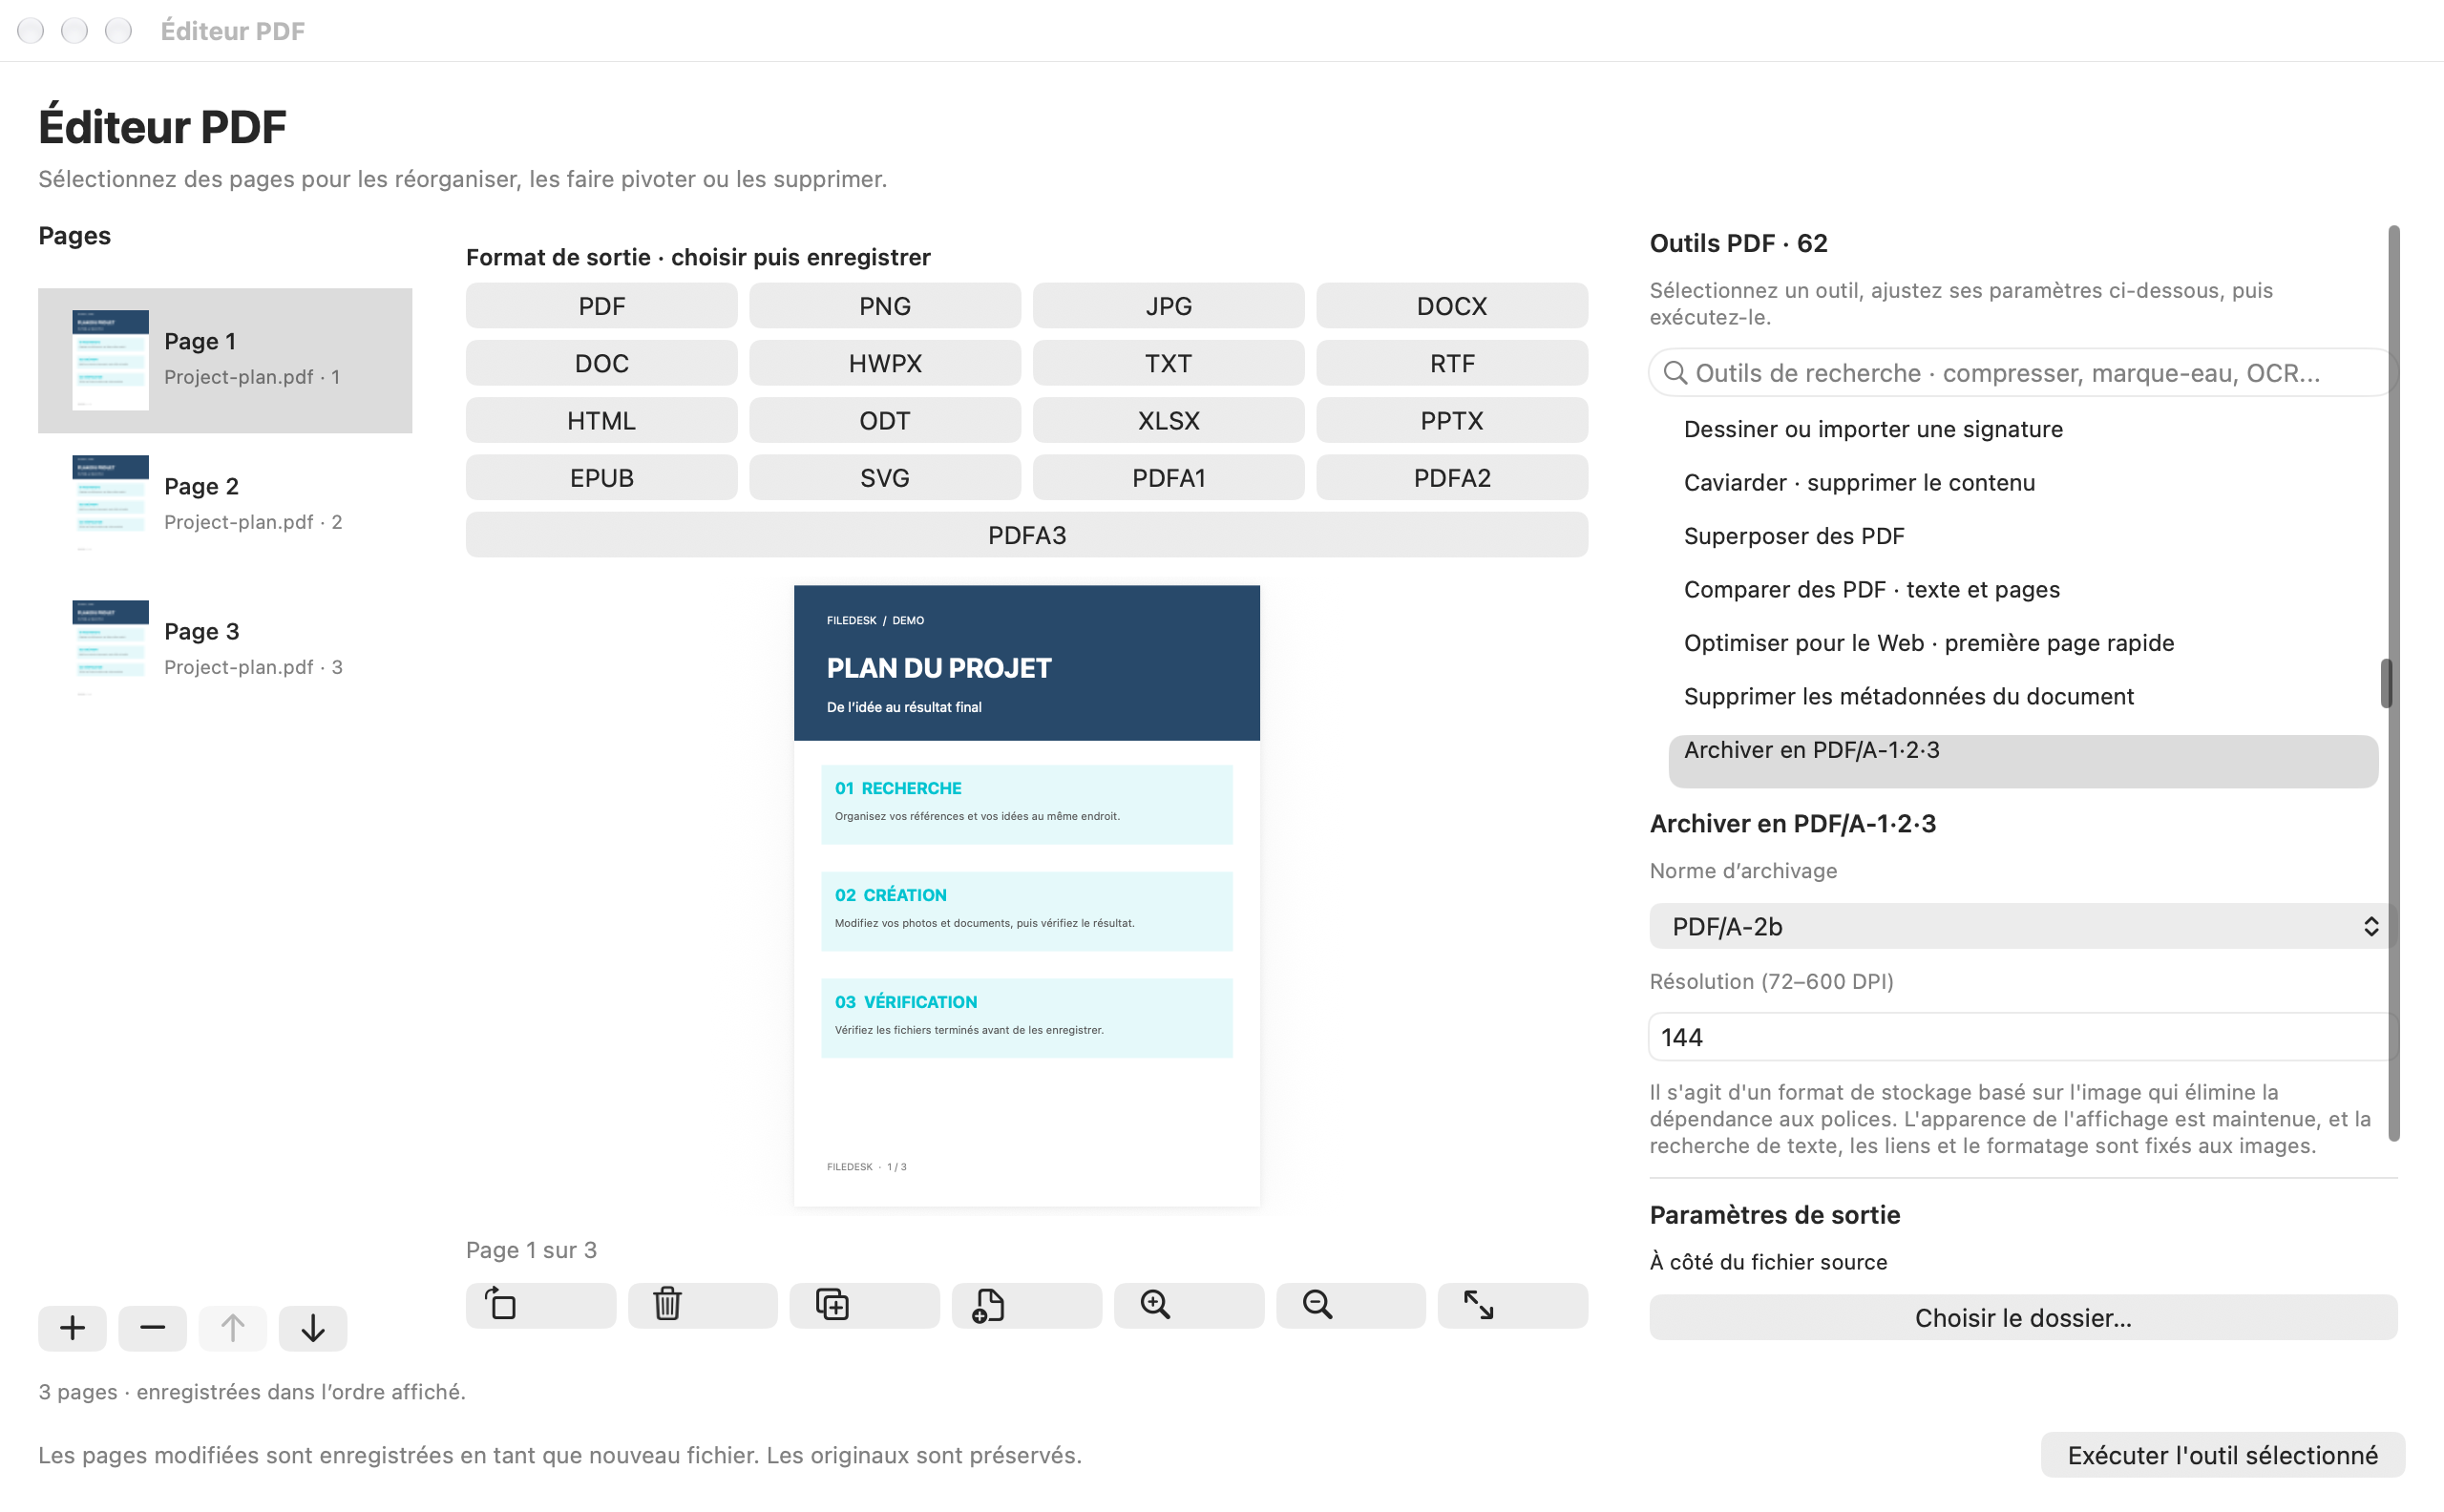 Éditeur PDF
Éditeur PDF
Sélectionnez des pages pour les réorganiser, les faire pivoter ou les supprimer.
Pages
Page 1
Project-plan.pdf · 1
Page 2
Project-plan.pdf · 2
Page 3
Project-plan.pdf · 3
3 pages · enregistrées dans l’ordre affiché.
Format de sortie · choisir puis enregistrer
PDF
PNG
JPG
DOCX
DOC
HWPX
TXT
RTF
HTML
ODT
XLSX
PPTX
EPUB
SVG
PDFA1
PDFA2
PDFA3
FILEDESK / DEMO
PLAN DU PROJET
De l’idée au résultat final
01 RECHERCHE
Organisez vos références et vos idées au même endroit.
02 CRÉATION
Modifiez vos photos et documents, puis vérifiez le résultat.
03 VÉRIFICATION
Vérifiez les fichiers terminés avant de les enregistrer.
FILEDESK · 1 / 3
Page 1 sur 3
Outils PDF · 62
Sélectionnez un outil, ajustez ses paramètres ci-dessous, puis
exécutez-le.
Outils de recherche · compresser, marque-eau, OCR...
Dessiner ou importer une signature
Caviarder · supprimer le contenu
Superposer des PDF
Comparer des PDF · texte et pages
Optimiser pour le Web · première page rapide
Supprimer les métadonnées du document
Archiver en PDF/A-1·2·3
Archiver en PDF/A-1·2·3
Norme d’archivage
PDF/A-2b
Résolution (72–600 DPI)
144
Il s'agit d'un format de stockage basé sur l'image qui élimine la
dépendance aux polices. L'apparence de l'affichage est maintenue, et la
recherche de texte, les liens et le formatage sont fixés aux images.
Paramètres de sortie
À côté du fichier source
Choisir le dossier...
Les pages modifiées sont enregistrées en tant que nouveau fichier. Les originaux sont préservés.
Exécuter l'outil sélectionné